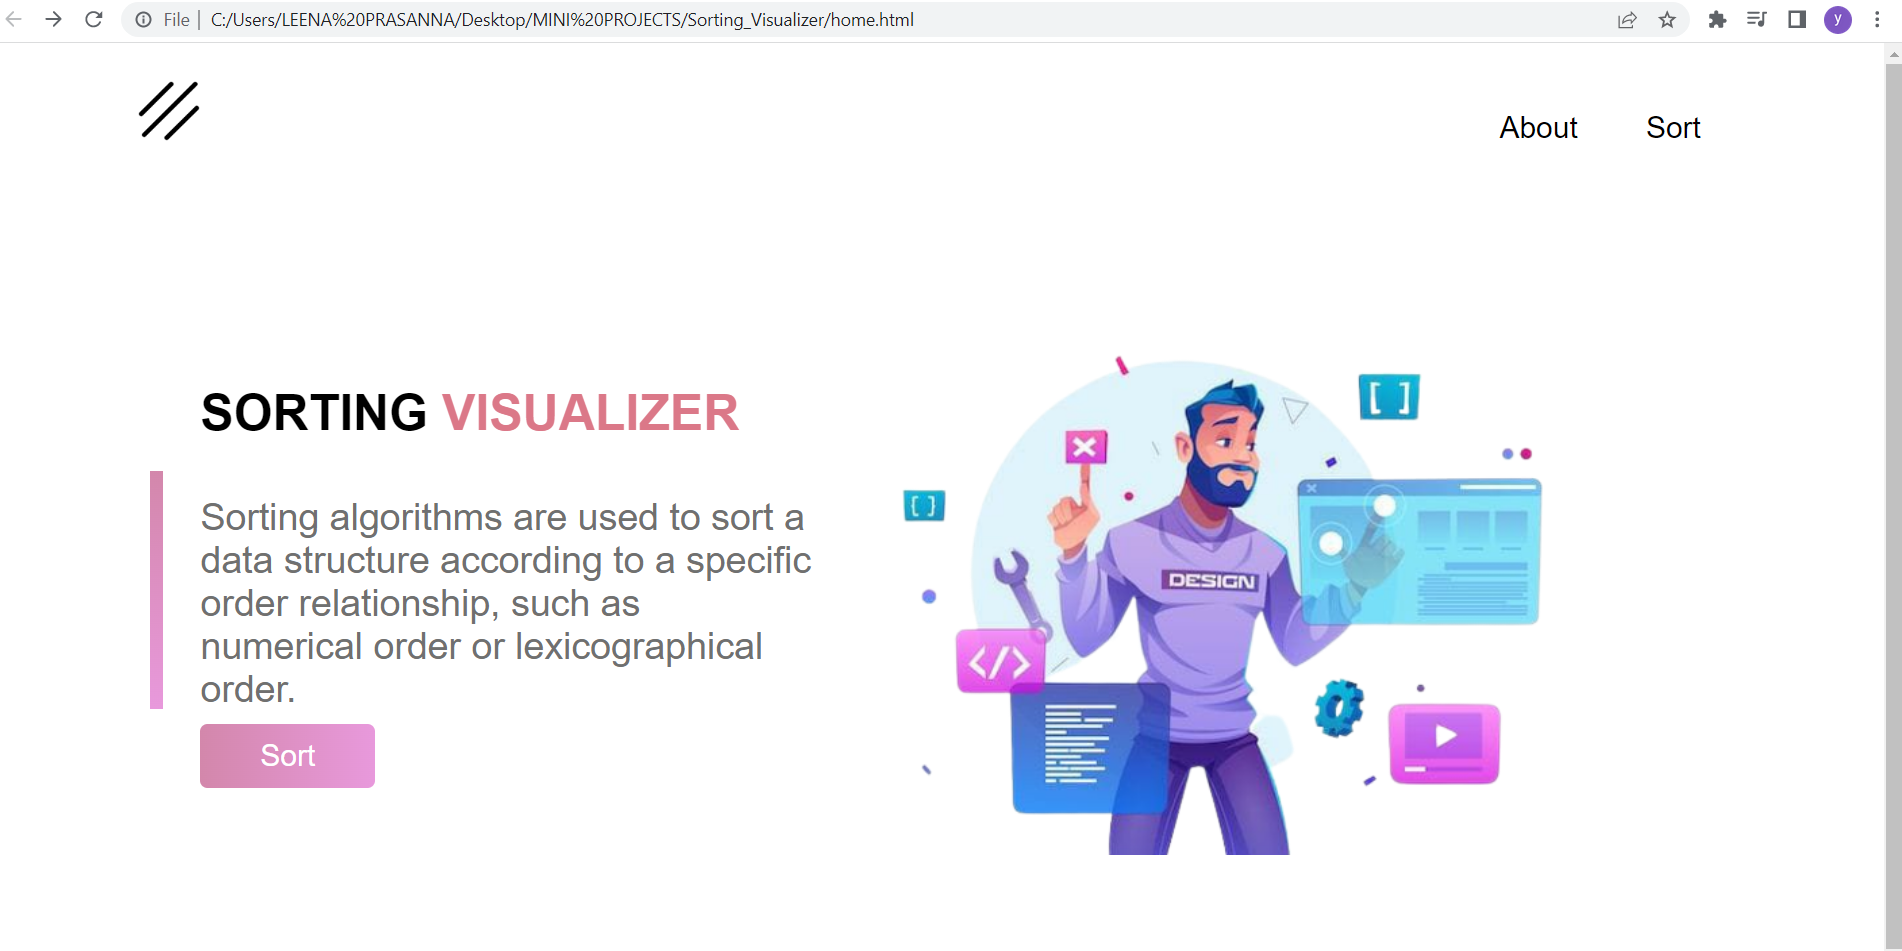 File | C:/Users/LEENA%20PRASANNA/Desktop/MINI%20PROJECTS/Sorting_Visualizer/home.html
y
About Sort
SORTING VISUALIZER
Sorting algorithms are used to sort a
data structure according to a specific
order relationship, such as
numerical order or lexicographical
order.
Sort
[ ]
{ }
DESIGN
</>